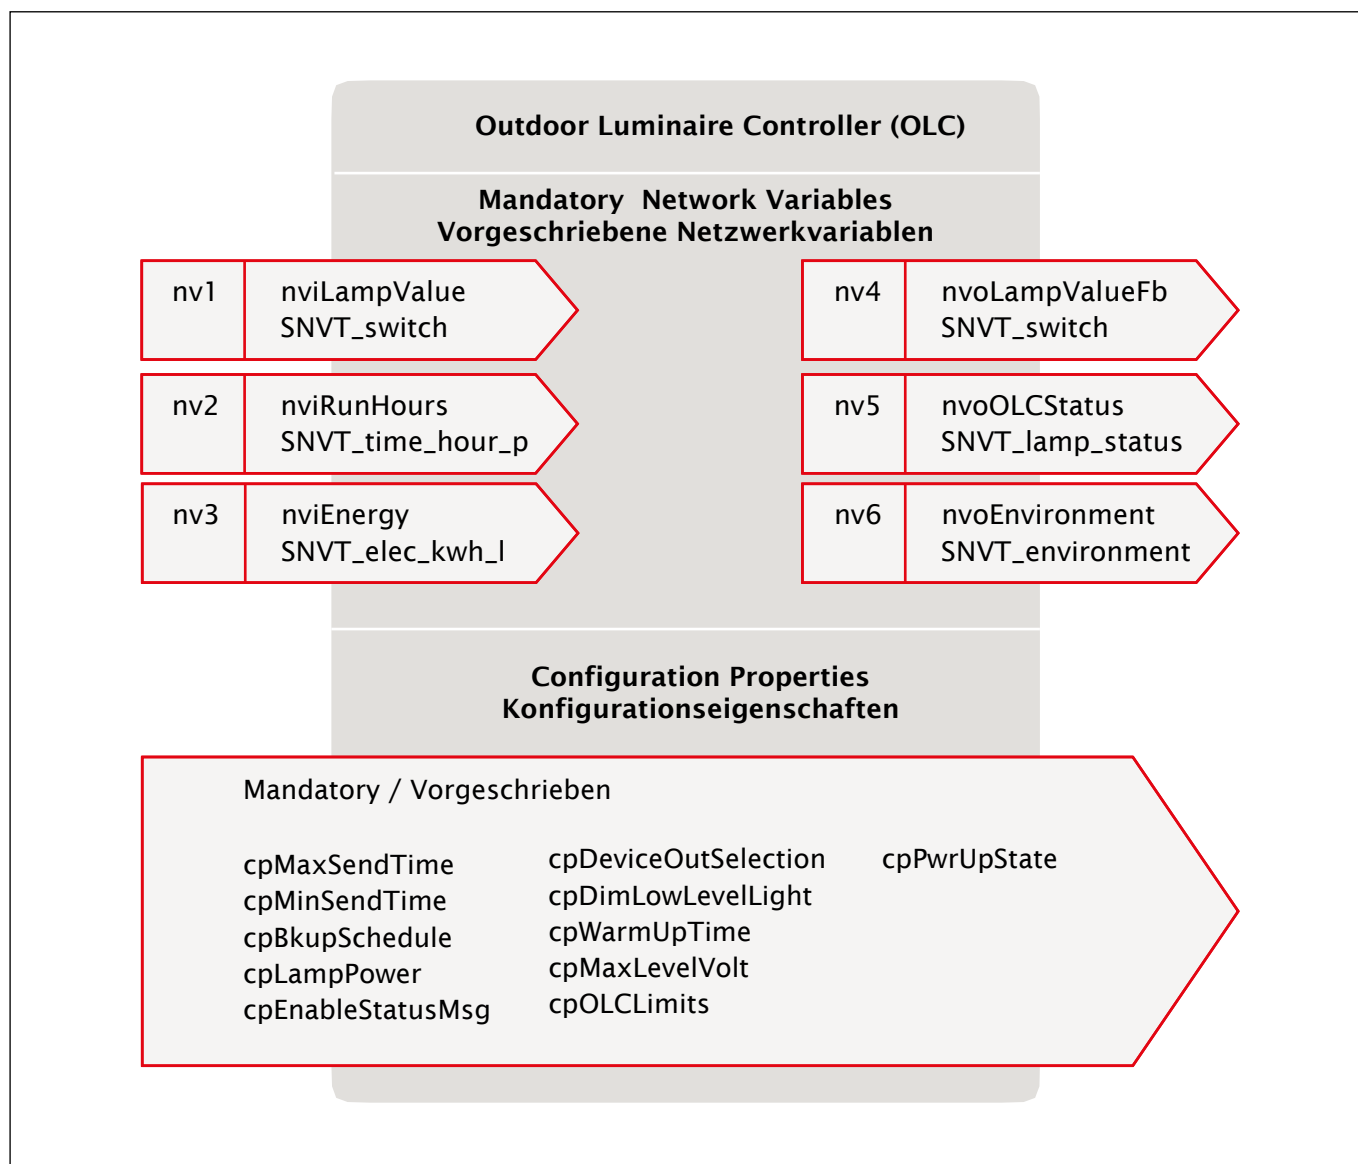 Outdoor Luminaire Controller (OLC)
Mandatory Network Variables
Vorgeschriebene Netzwerkvariablen
nv1
nviLampValue
SNVT_switch
nv2
nviRunHours
SNVT_time_hour_p
nv3
nviEnergy
SNVT_elec_kwh_l
nv4
nvoLampValueFb
SNVT_switch
nv5
nvoOLCStatus
SNVT_lamp_status
nv6
nvoEnvironment
SNVT_environment
Configuration Properties
Konfigurationseigenschaften
Mandatory / Vorgeschrieben
cpMaxSendTime
cpMinSendTime
cpBkupSchedule
cpLampPower
cpEnableStatusMsg
cpDeviceOutSelection
cpDimLowLevelLight
cpWarmUpTime
cpMaxLevelVolt
cpOLCLimits
cpPwrUpState